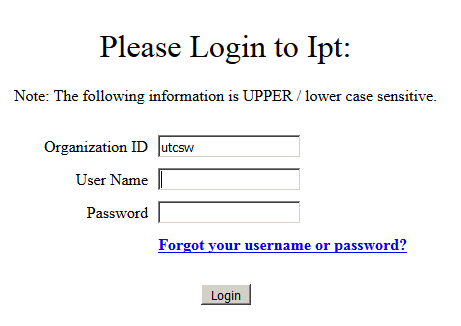 Please Login to Ipt:
Note: The following information is UPPER / lower case sensitive.
Organization ID utcsw
User Name
Password
Forgot your username or password?
Login